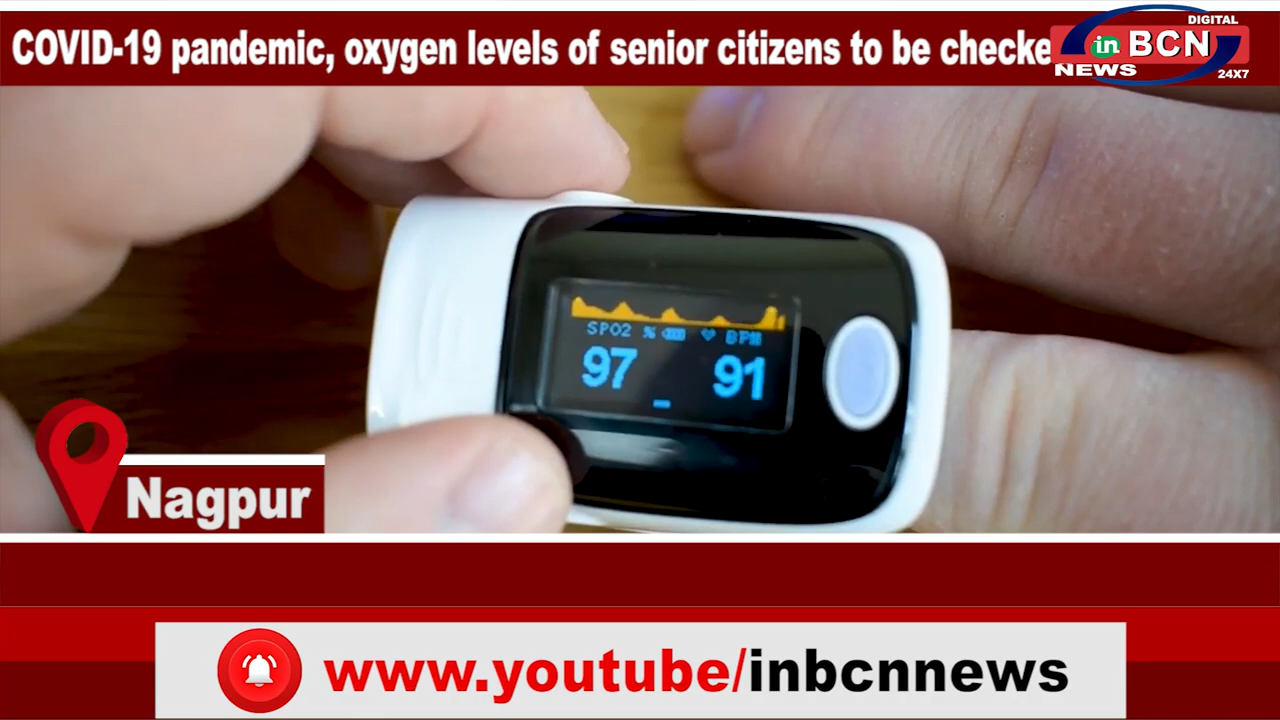 COVID-19 pandemic, oxygen levels of senior citizens to be checke
DIGITAL
in BCN
NEWS
24X7
SPO2 % BPM
97 91
Nagpur
www.youtube/inbcnnews